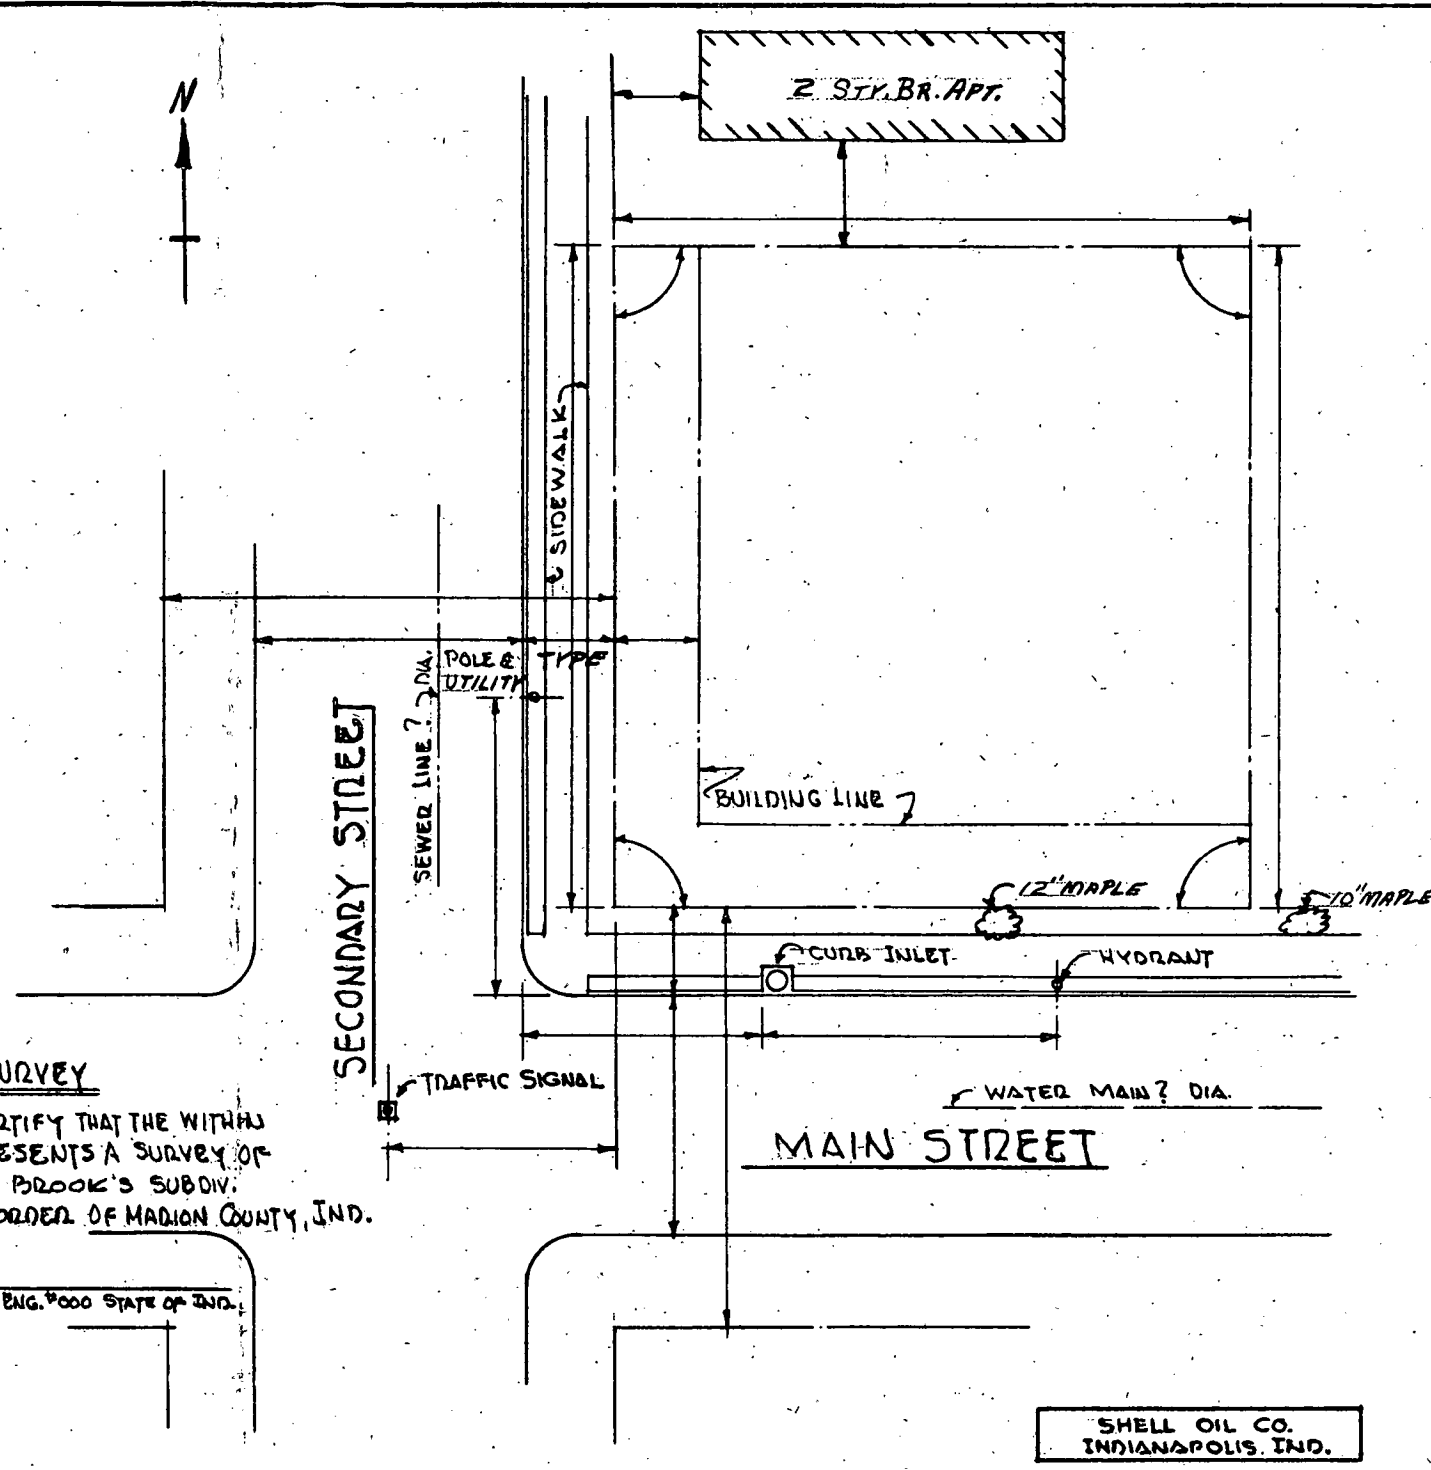 N
2 STY. BR. APT.
SIDEWALK
POLE & TYPE
UTILITY
SEWER LINE ? DIA.
SECONDARY STREET
BUILDING LINE
12" MAPLE
10" MAPLE
CURB INLET
HYDRANT
TRAFFIC SIGNAL
WATER MAIN ? DIA.
MAIN STREET
URVEY
RTIFY THAT THE WITHIN
ESENTS A SURVEY OF
BROOK'S SUBDIV.
ORDER OF MARION COUNTY, IND.
ENG. #000 STATE OF IND.
SHELL OIL CO.
INDIANAPOLIS. IND.